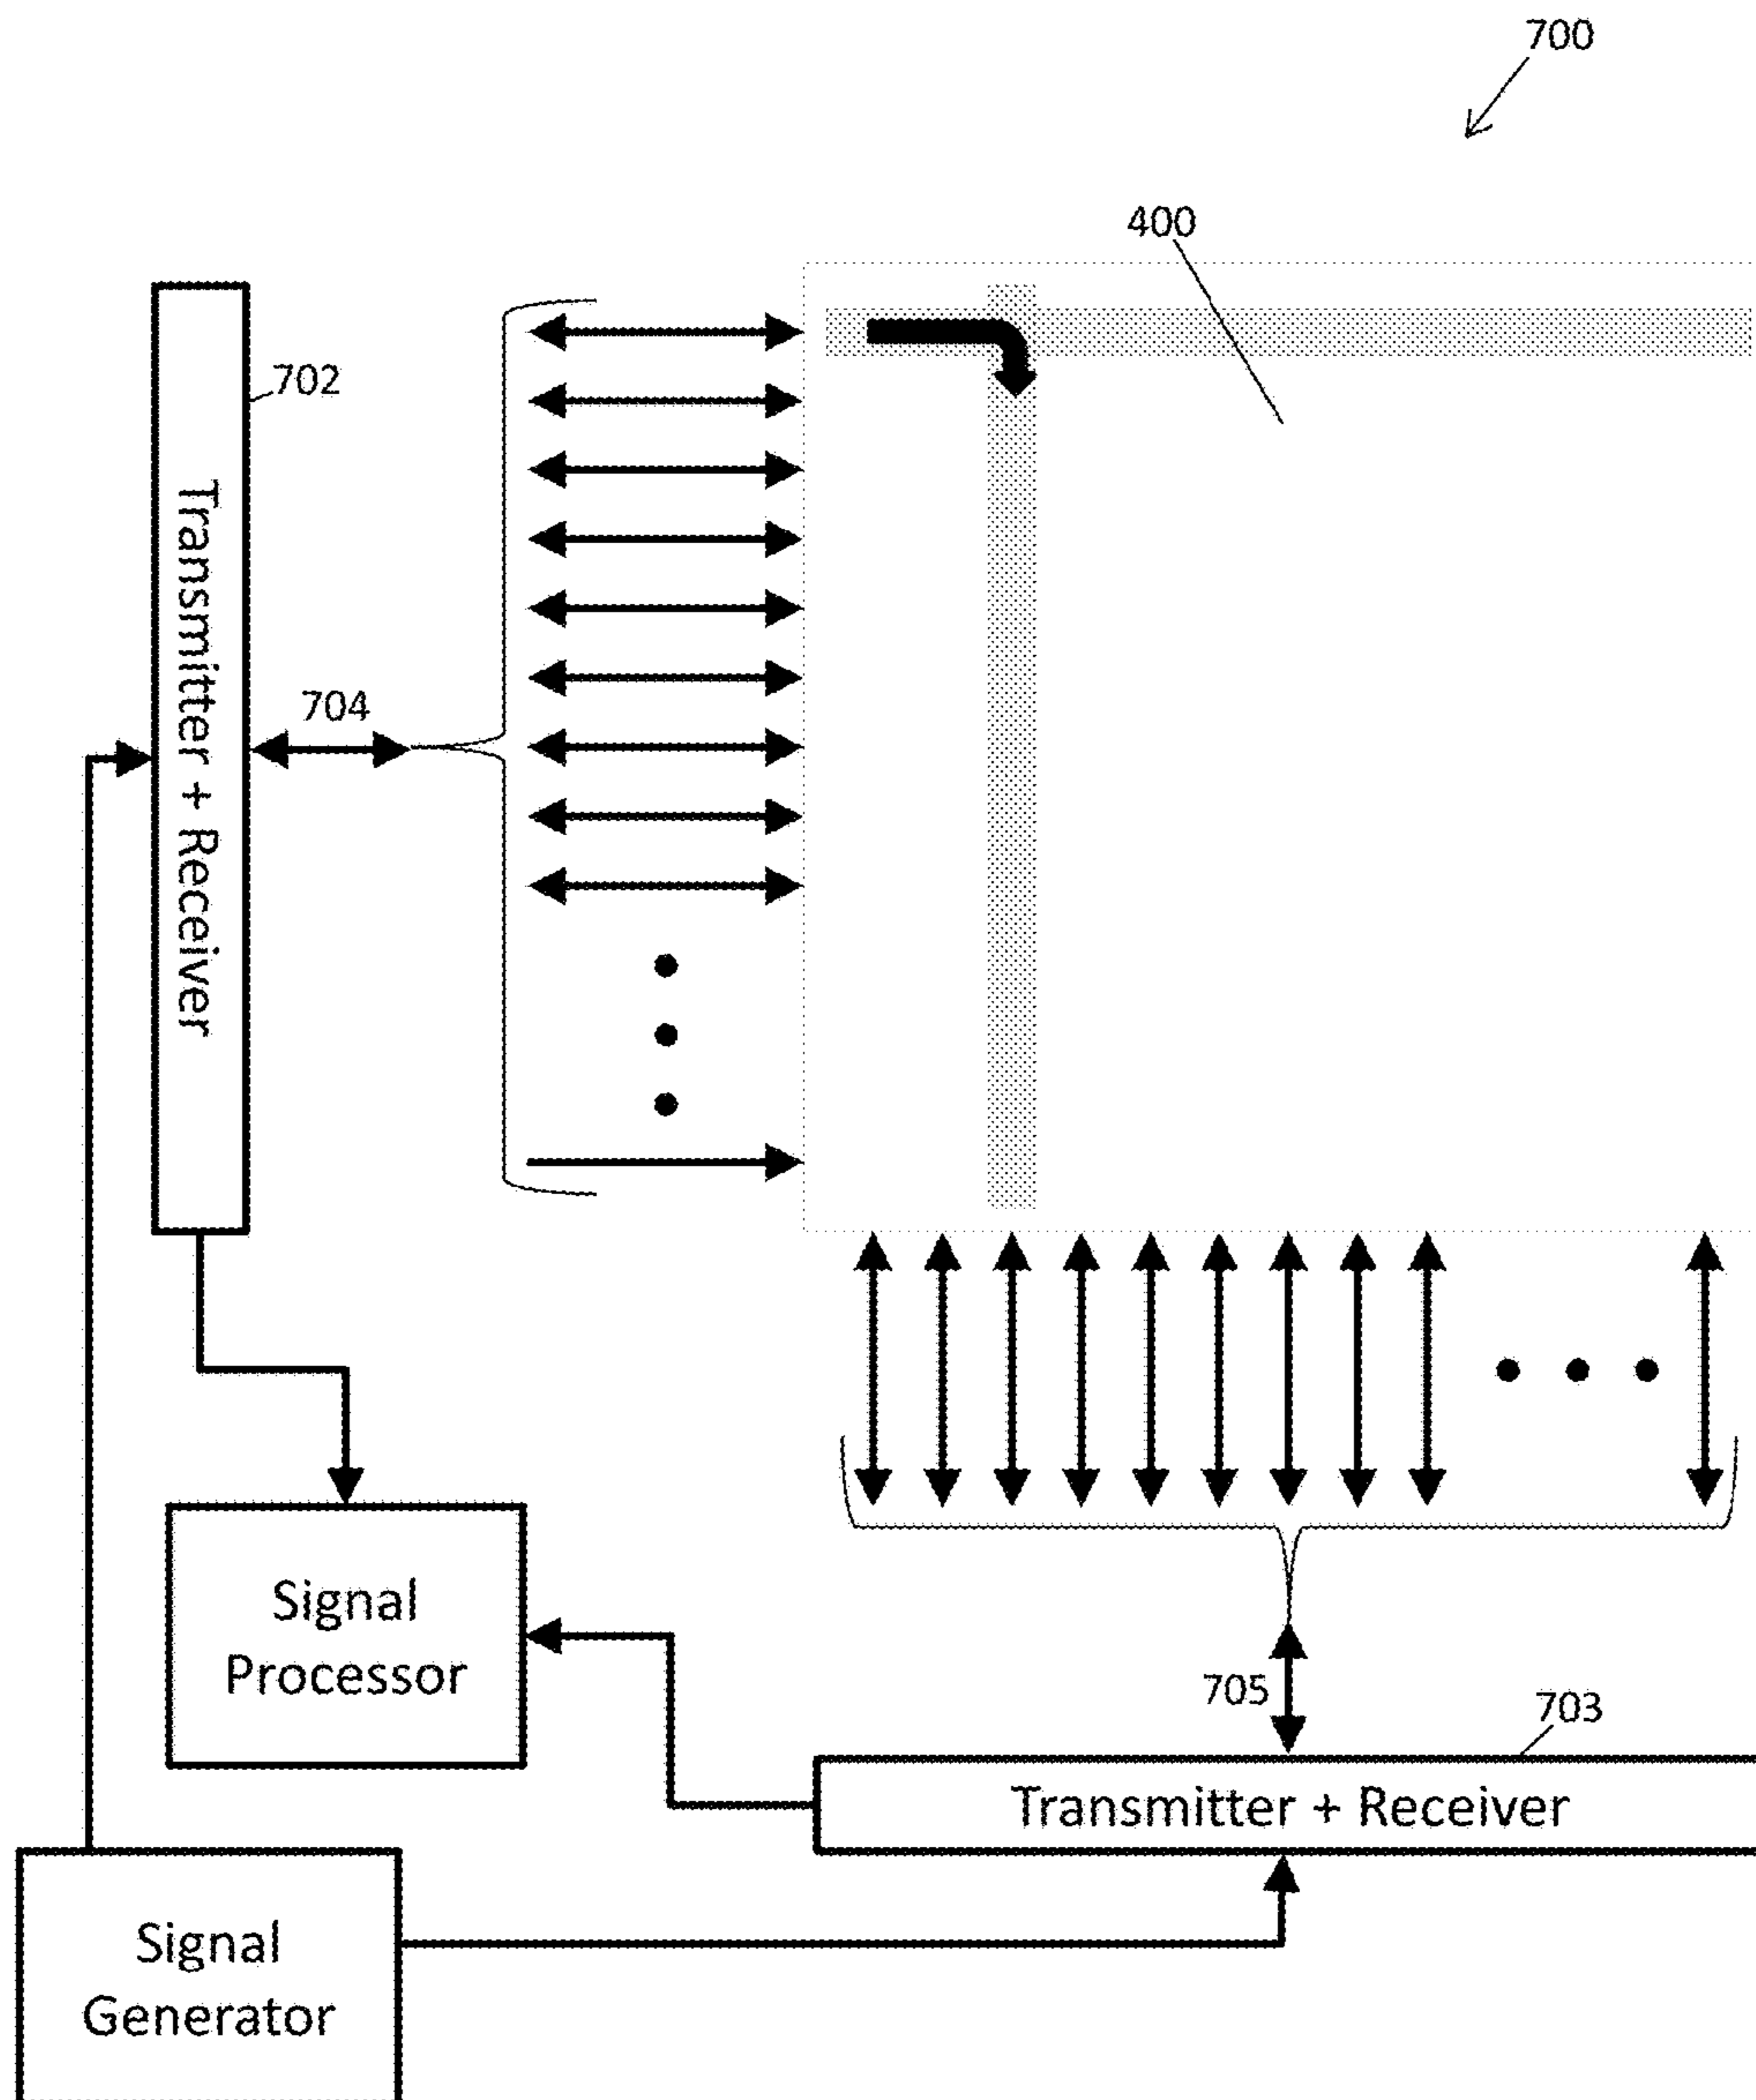 700
400
702
Transmitter + Receiver
704
Signal
Processor
705
703
Transmitter + Receiver
Signal
Generator